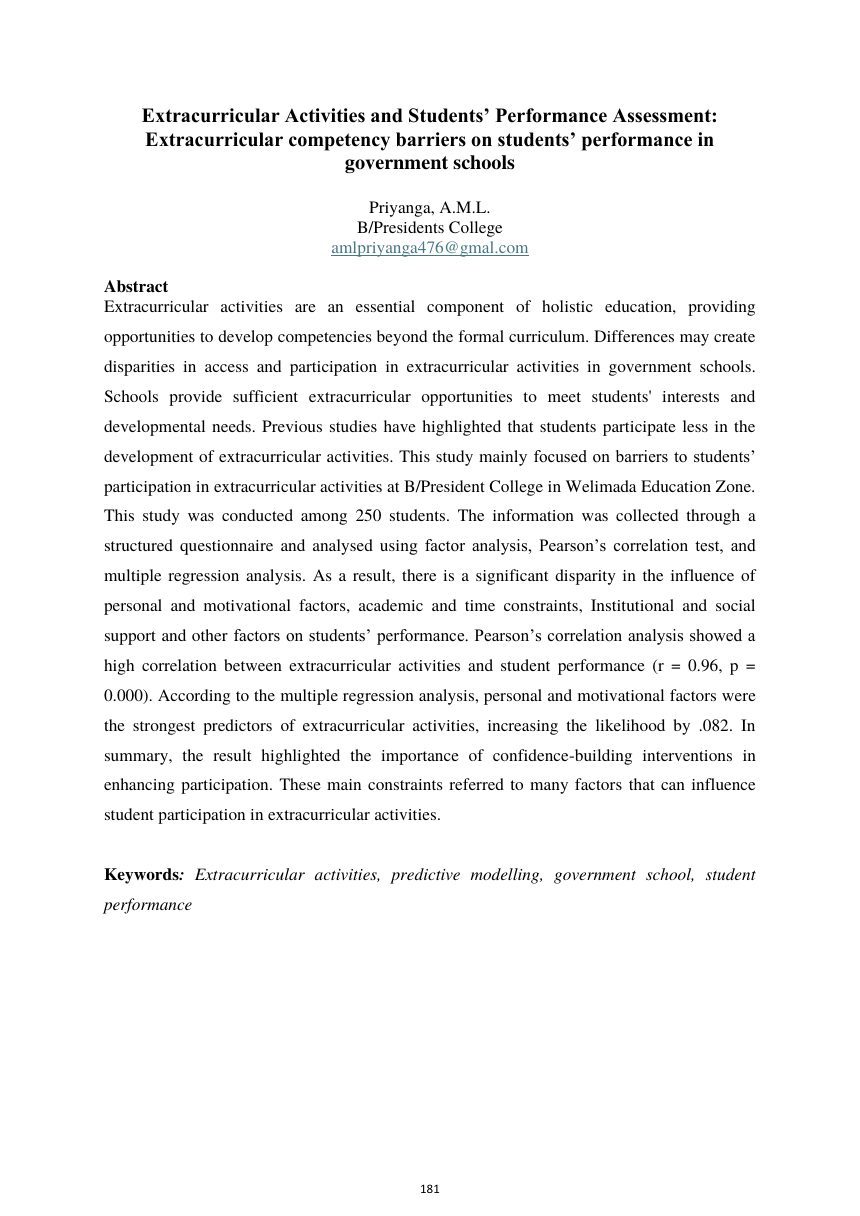 Extracurricular Activities and Students’ Performance Assessment:
Extracurricular competency barriers on students’ performance in
government schools
Priyanga, A.M.L.
B/Presidents College
amlpriyanga476@gmal.com
Abstract
Extracurricular activities are an essential component of holistic education, providing
opportunities to develop competencies beyond the formal curriculum. Differences may create
disparities in access and participation in extracurricular activities in government schools.
Schools provide sufficient extracurricular opportunities to meet students' interests and
developmental needs. Previous studies have highlighted that students participate less in the
development of extracurricular activities. This study mainly focused on barriers to students’
participation in extracurricular activities at B/President College in Welimada Education Zone.
This study was conducted among 250 students. The information was collected through a
structured questionnaire and analysed using factor analysis, Pearson’s correlation test, and
multiple regression analysis. As a result, there is a significant disparity in the influence of
personal and motivational factors, academic and time constraints, Institutional and social
support and other factors on students’ performance. Pearson’s correlation analysis showed a
high correlation between extracurricular activities and student performance (r = 0.96, p =
0.000). According to the multiple regression analysis, personal and motivational factors were
the strongest predictors of extracurricular activities, increasing the likelihood by .082. In
summary, the result highlighted the importance of confidence-building interventions in
enhancing participation. These main constraints referred to many factors that can influence
student participation in extracurricular activities.
Keywords: Extracurricular activities, predictive modelling, government school, student
performance
181